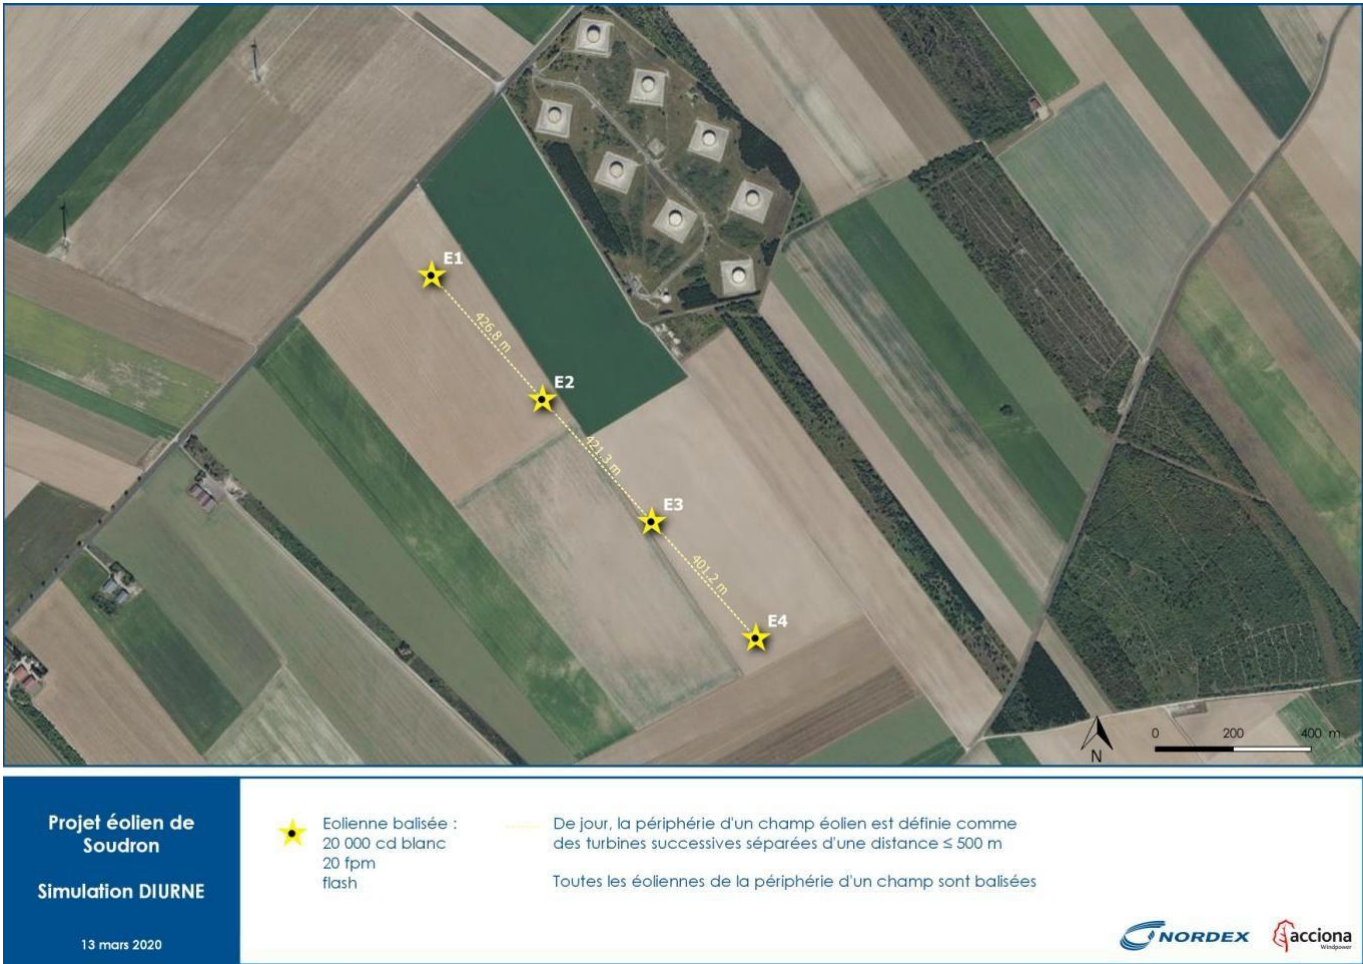 E1
426.8 m
E2
421.3 m
E3
401.2 m
E4
0 200 400 m
N
Projet éolien de
Soudron
Simulation DIURNE
13 mars 2020
Eolienne balisée :
20 000 cd blanc
20 fpm
flash
De jour, la périphérie d'un champ éolien est définie comme
des turbines successives séparées d'une distance ≤ 500 m
Toutes les éoliennes de la périphérie d'un champ sont balisées
NORDEX
acciona
Windpower